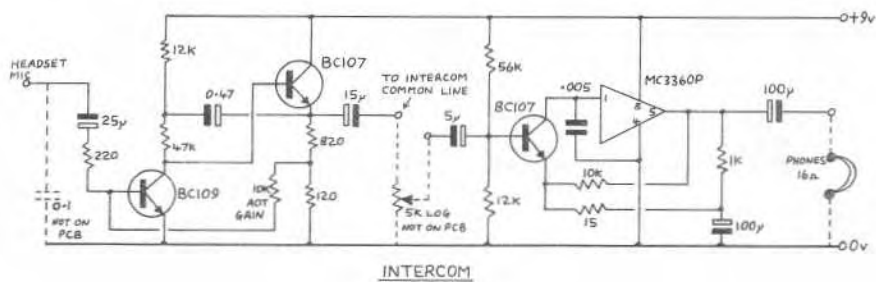 +9v
12K
BC107
HEADSET
MIC
TO INTERCOM
COMMON LINE
56K
.005
MC3360P
100μ
0.47
15μ
1
8
5
4
25μ
5μ
BC107
220
47K
820
10K
1K
PHONES
16Ω
BC109
10K
AOT
GAIN
120
5K LOG
NOT ON PCB
12K
15
0.1
NOT ON
PCB
100μ
0v
INTERCOM